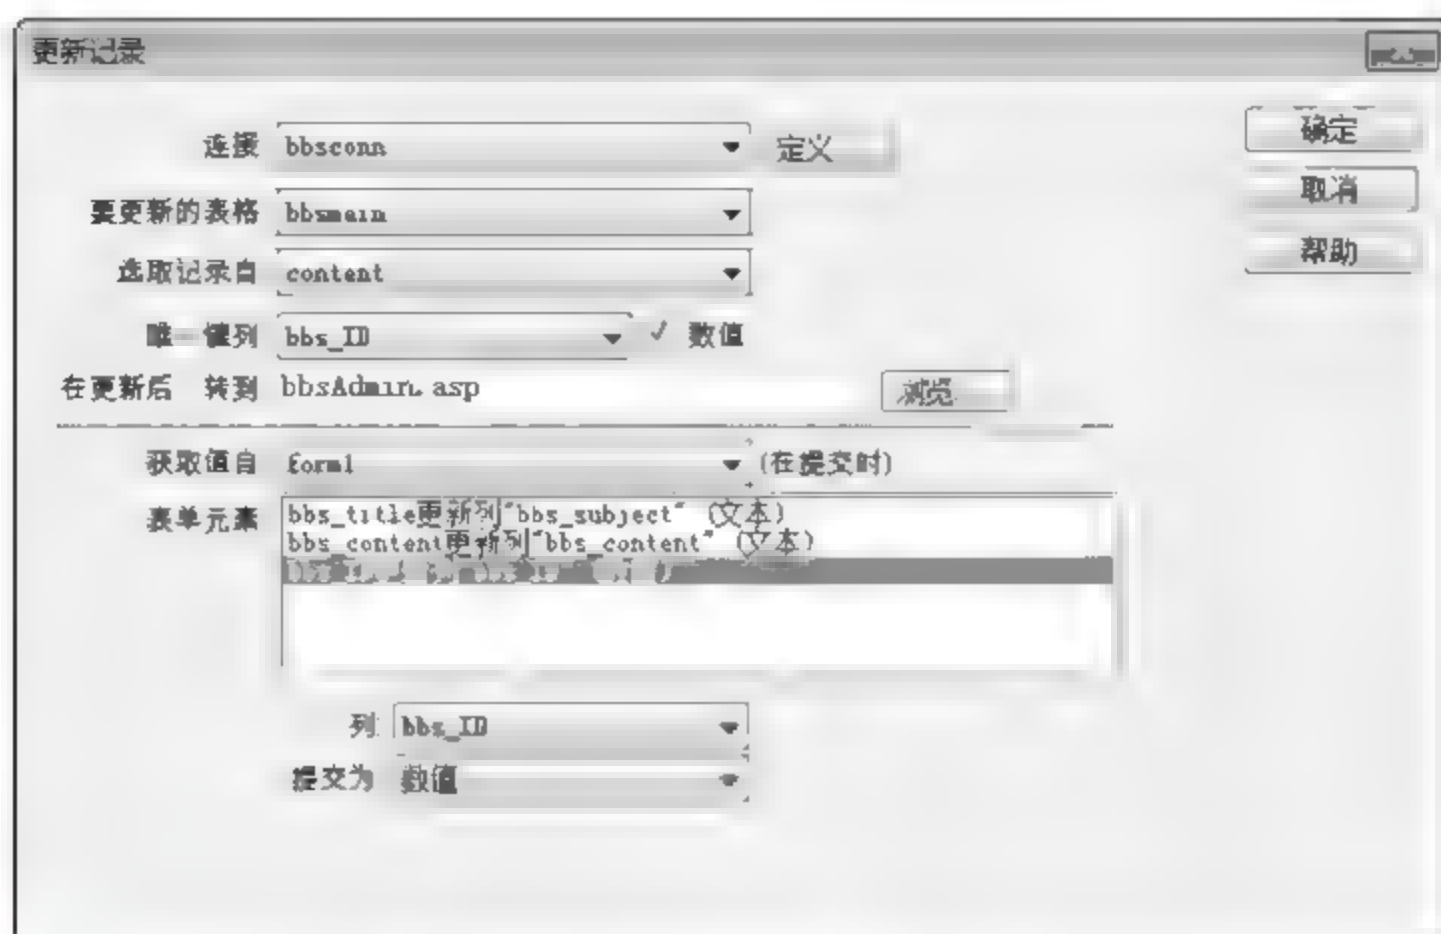 更新记录
连接 bbsconn 定义 确定
要更新的表格 bbsmain 取消
选取记录自 content 帮助
唯一键列 bbs_ID √ 数值
在更新后 转到 bbsAdmin.asp 浏览
获取值自 form1 (在提交时)
表单元素 bbs_title更新列"bbs_subject" (文本)
bbs_content更新列"bbs_content" (文本)
列 bbs_ID
提交为 数值